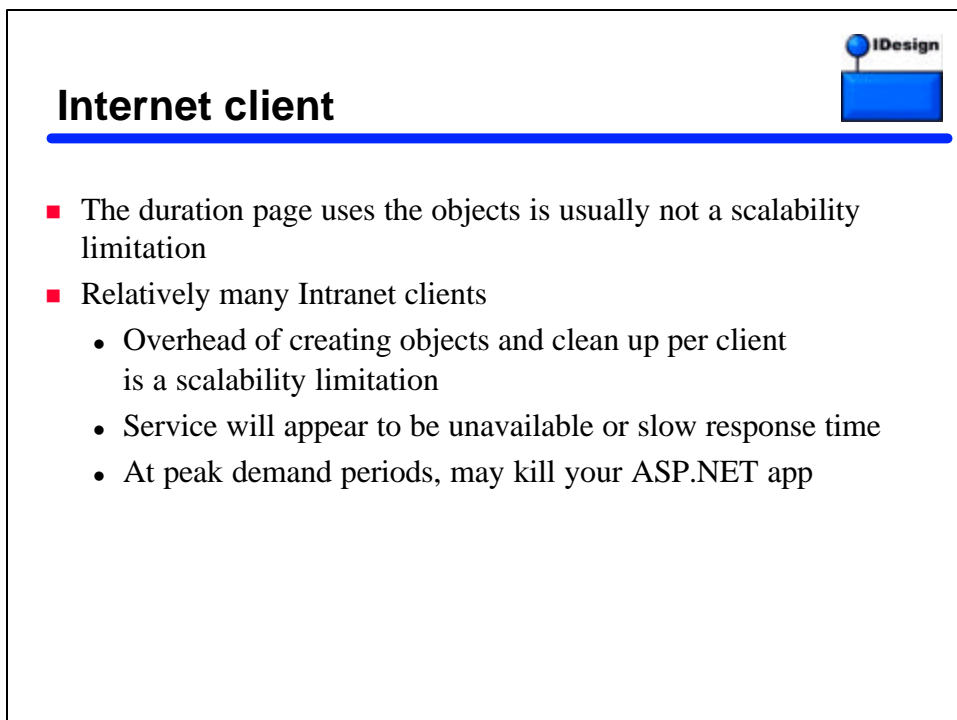 IDesign
Internet client
■ The duration page uses the objects is usually not a scalability
limitation
■ Relatively many Intranet clients
● Overhead of creating objects and clean up per client
is a scalability limitation
● Service will appear to be unavailable or slow response time
● At peak demand periods, may kill your ASP.NET app